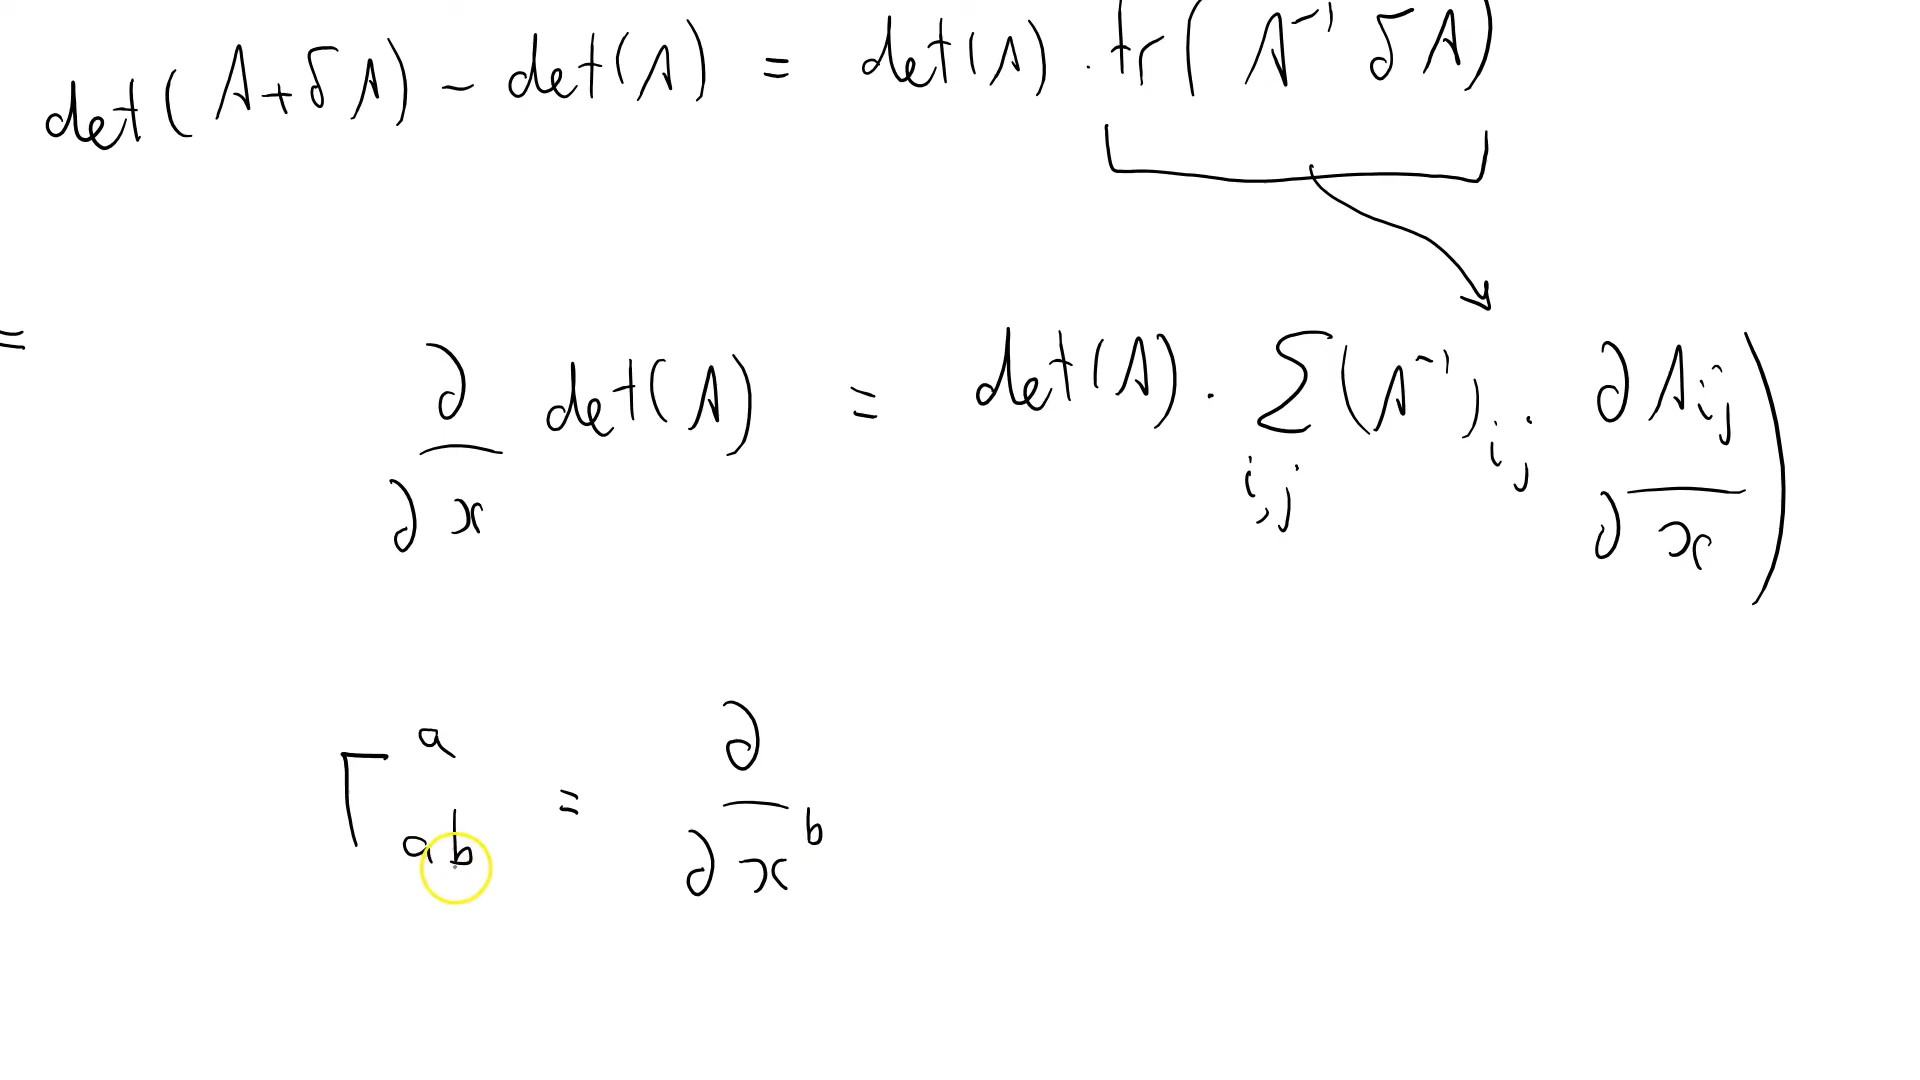 det(A+δA) - det(A) = det(A) · tr(A⁻¹ δA)
= ∂/∂x det(A) = det(A) · Σ_{i,j} (A⁻¹)_{ij} ∂A_{ij}/∂x )
Γ^a_{ab} = ∂/∂x^b